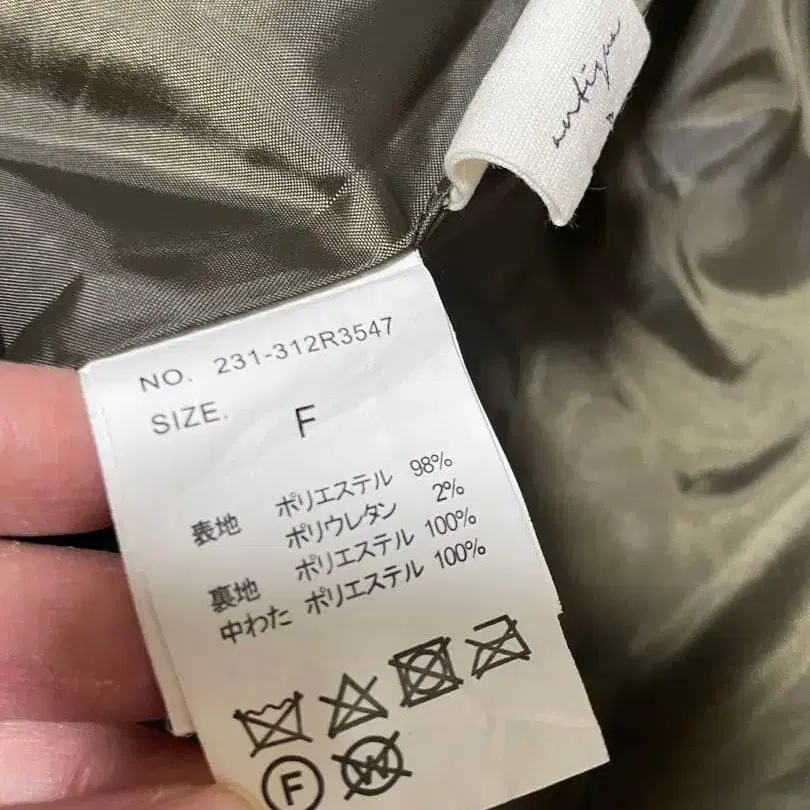 antiqua
NO. 231-312R3547
SIZE. F
表地 ポリエステル 98%
ポリウレタン 2%
裏地 ポリエステル 100%
中わた ポリエステル 100%
F
W